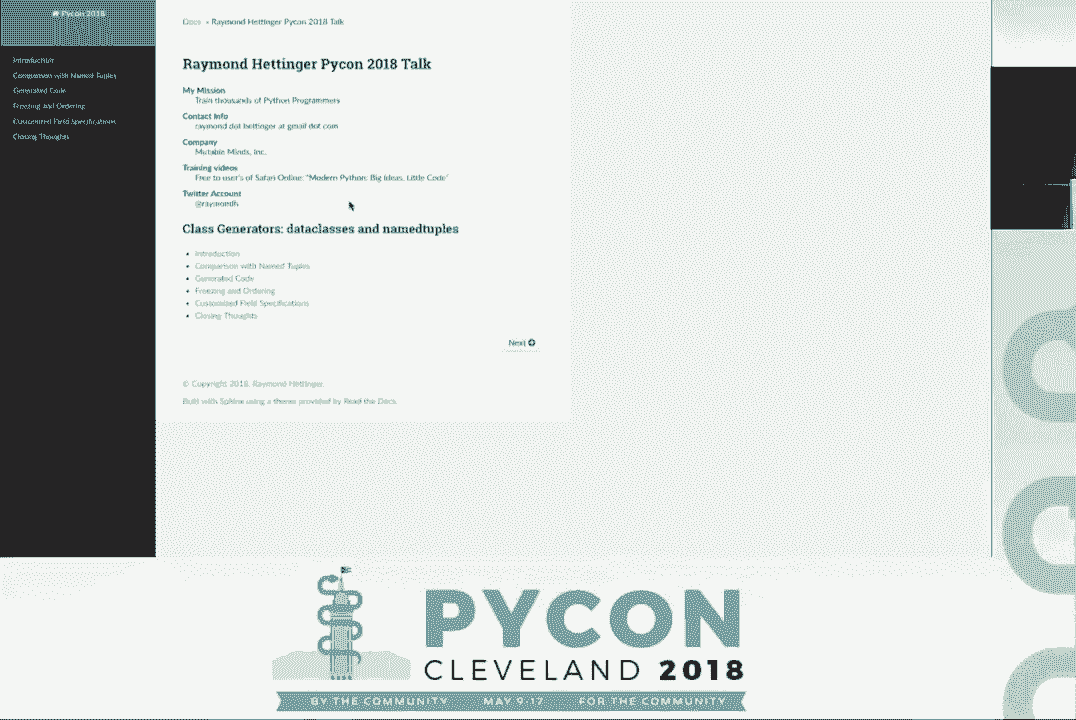 Pycon 2018
Introduction
Comparison with Named Tuples
Generated Code
Freezing and Ordering
Customized Field Specifications
Closing Thoughts
Docs » Raymond Hettinger Pycon 2018 Talk
Raymond Hettinger Pycon 2018 Talk
My Mission
Train thousands of Python Programmers
Contact Info
raymond dot hettinger at gmail dot com
Company
Mutable Minds, Inc.
Training videos
Free to user's of Safari Online: "Modern Python: Big Ideas, Little Code"
Twitter Account
@raymondh
Class Generators: dataclasses and namedtuples
• Introduction
• Comparison with Named Tuples
• Generated Code
• Freezing and Ordering
• Customized Field Specifications
• Closing Thoughts
Next
© Copyright 2018, Raymond Hettinger.
Built with Sphinx using a theme provided by Read the Docs.
PYCON
CLEVELAND 2018
BY THE COMMUNITY MAY 9-17 FOR THE COMMUNITY